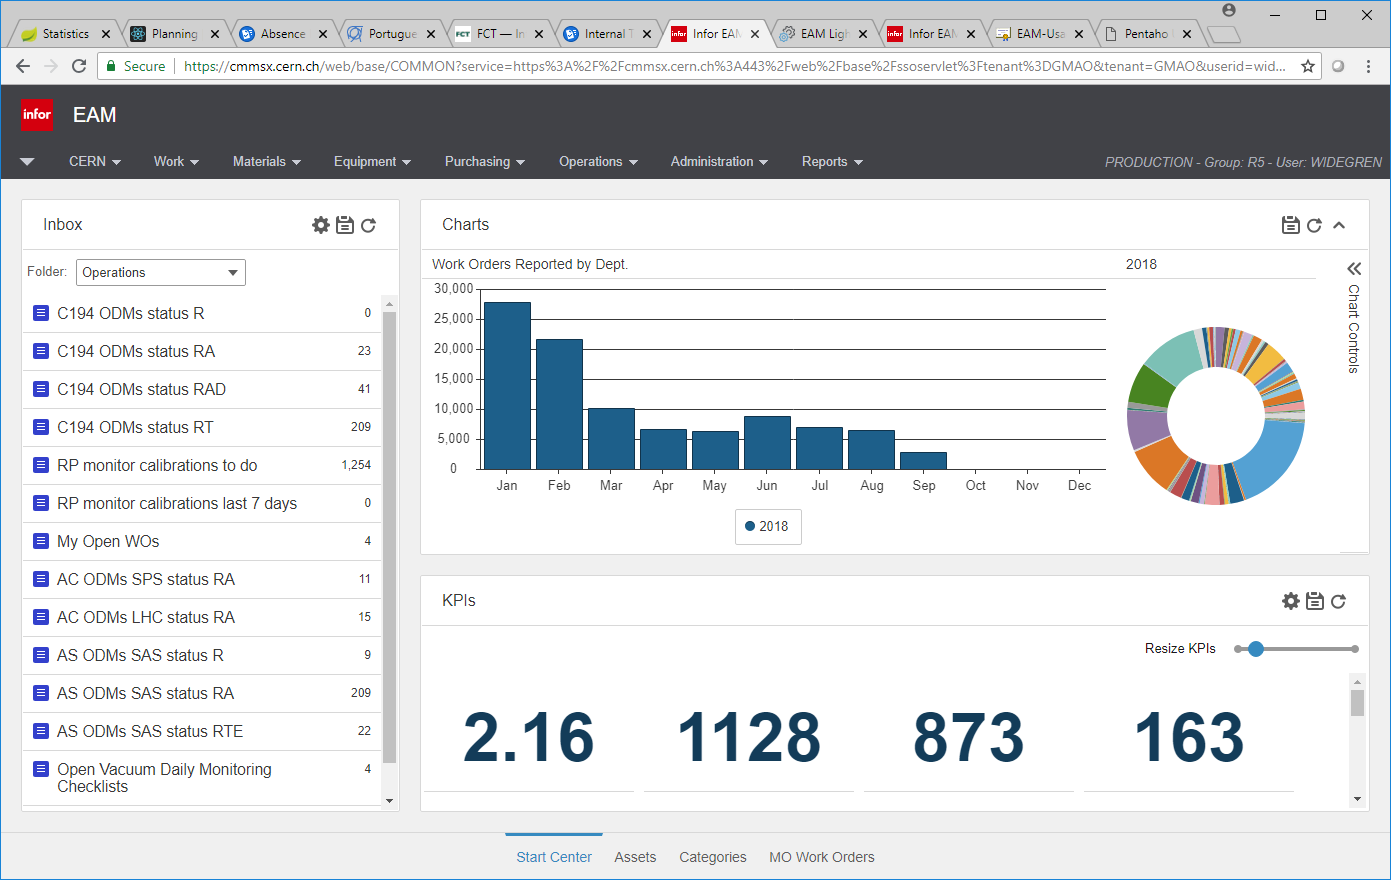 Statistics
Planning
Absence
Portugue
FCT — In
Internal T
Infor EAM
EAM Ligh
Infor EAM
EAM-Usa
Pentaho
Secure
https://cmmsx.cern.ch/web/base/COMMON?service=https%3A%2F%2Fcmmsx.cern.ch%3A443%2Fweb%2Fbase%2Fssoservlet%3Ftenant%3DGMAO&tenant=GMAO&userid=wid...
infor
EAM
CERN
Work
Materials
Equipment
Purchasing
Operations
Administration
Reports
PRODUCTION - Group: R5 - User: WIDEGREN
Inbox
Folder: Operations
C194 ODMs status R 0
C194 ODMs status RA 23
C194 ODMs status RAD 41
C194 ODMs status RT 209
RP monitor calibrations to do 1,254
RP monitor calibrations last 7 days 0
My Open WOs 4
AC ODMs SPS status RA 11
AC ODMs LHC status RA 15
AS ODMs SAS status R 9
AS ODMs SAS status RA 209
AS ODMs SAS status RTE 22
Open Vacuum Daily Monitoring 4
Checklists
Charts
Work Orders Reported by Dept.
2018
30,000
25,000
20,000
15,000
10,000
5,000
0
Jan Feb Mar Apr May Jun Jul Aug Sep Oct Nov Dec
2018
Chart Controls
KPIs
Resize KPIs
2.16
1128
873
163
Start Center
Assets
Categories
MO Work Orders